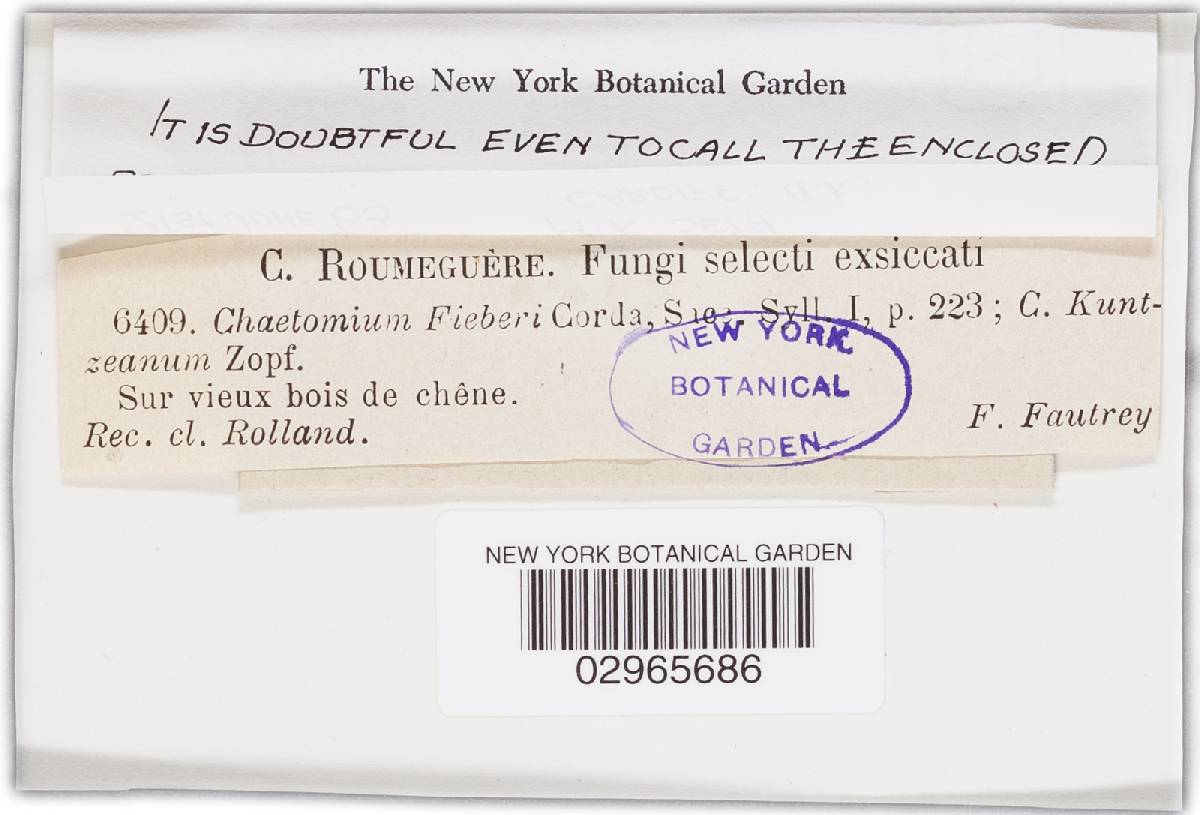 The New York Botanical Garden
IT IS DOUBTFUL EVEN TO CALL THE ENCLOSED
C. ROUMEGUÈRE. Fungi selecti exsiccati
6409. Chaetomium Fieberi Corda, Sacc. Syll. I, p. 223; C. Kunt-
zeanum Zopf.
Sur vieux bois de chêne.
Rec. cl. Rolland.
F. Fautrey
NEW YORK
BOTANICAL
GARDEN
NEW YORK BOTANICAL GARDEN
02965686